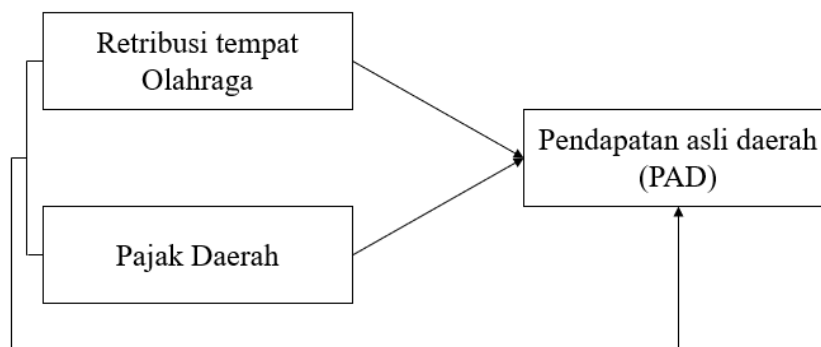 Retribusi tempat
Olahraga
Pendapatan asli daerah
(PAD)
Pajak Daerah